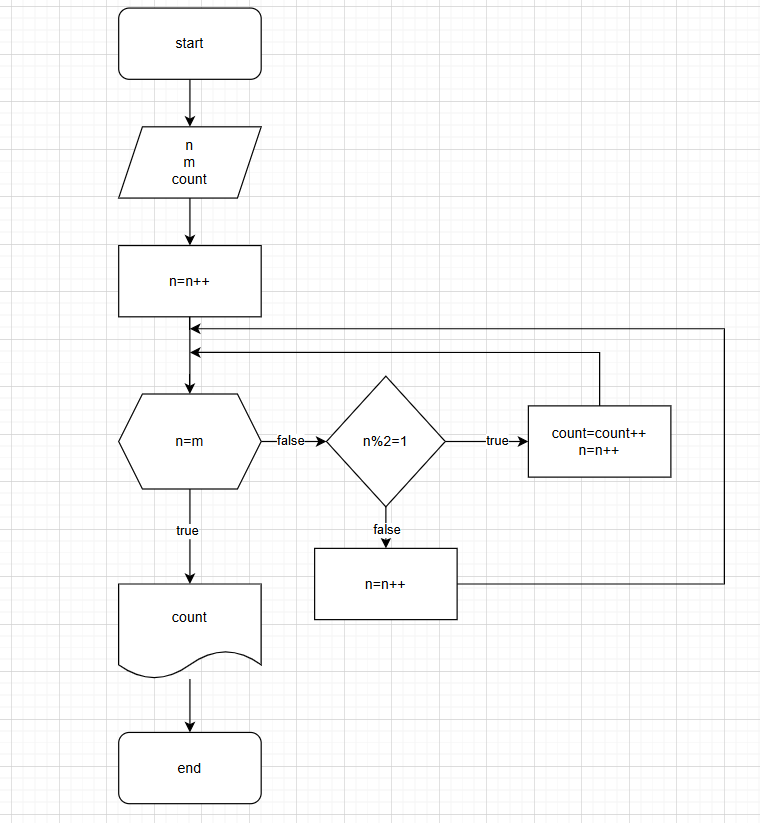 start
n
m
count
n=n++
n=m
false
n%2=1
true
count=count++
n=n++
true
false
n=n++
count
end